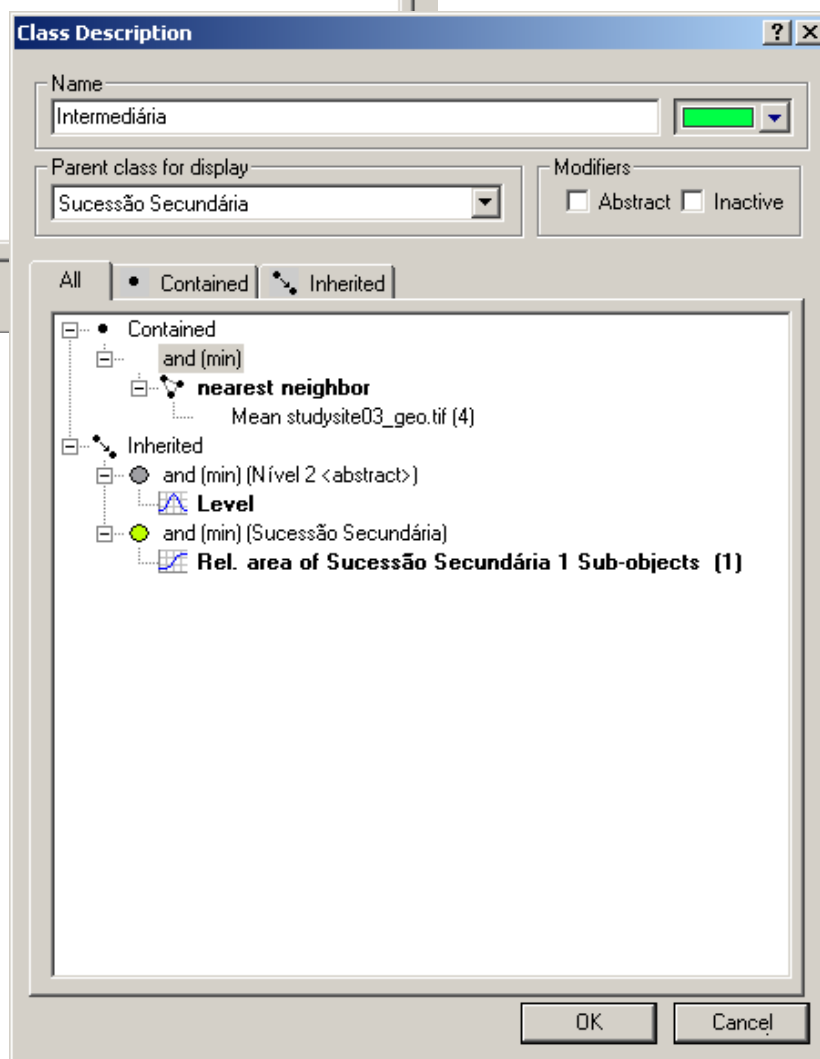 Class Description
Name
Intermediária
Parent class for display
Modifiers
Sucessão Secundária
Abstract
Inactive
All
Contained
Inherited
Contained
and (min)
nearest neighbor
Mean studysite03_geo.tif (4)
Inherited
and (min) (Nível 2 <abstract>)
Level
and (min) (Sucessão Secundária)
Rel. area of Sucessão Secundária 1 Sub-objects (1)
OK
Cancel